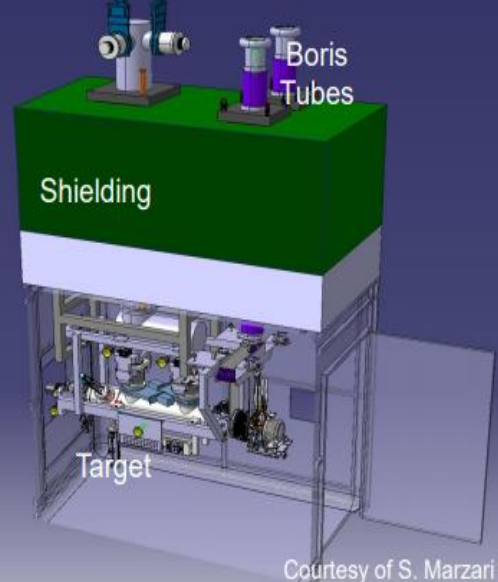 Boris
Tubes
Shielding
Target
Courtesy of S. Marzari